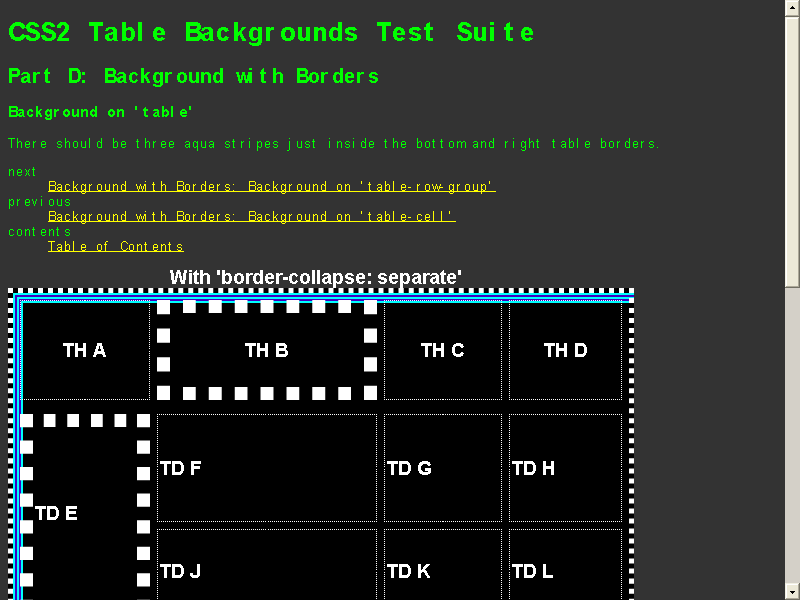 CSS2 Table Backgrounds Test Suite
Part D: Background with Borders
Background on 'table'
There should be three aqua stripes just inside the bottom and right table borders.
next
Background with Borders: Background on 'table-row-group'
previous
Background with Borders: Background on 'table-cell'
contents
Table of Contents
With 'border-collapse: separate'
TH A TH B TH C TH D
TD F TD G TD H
TD E
TD J TD K TD L